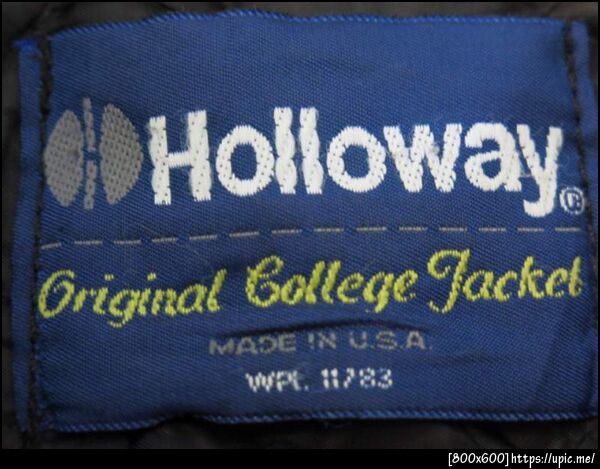 Holloway®
Original College Jacket
MADE IN U.S.A.
WPL 11783
[800x600]https://upic.me/